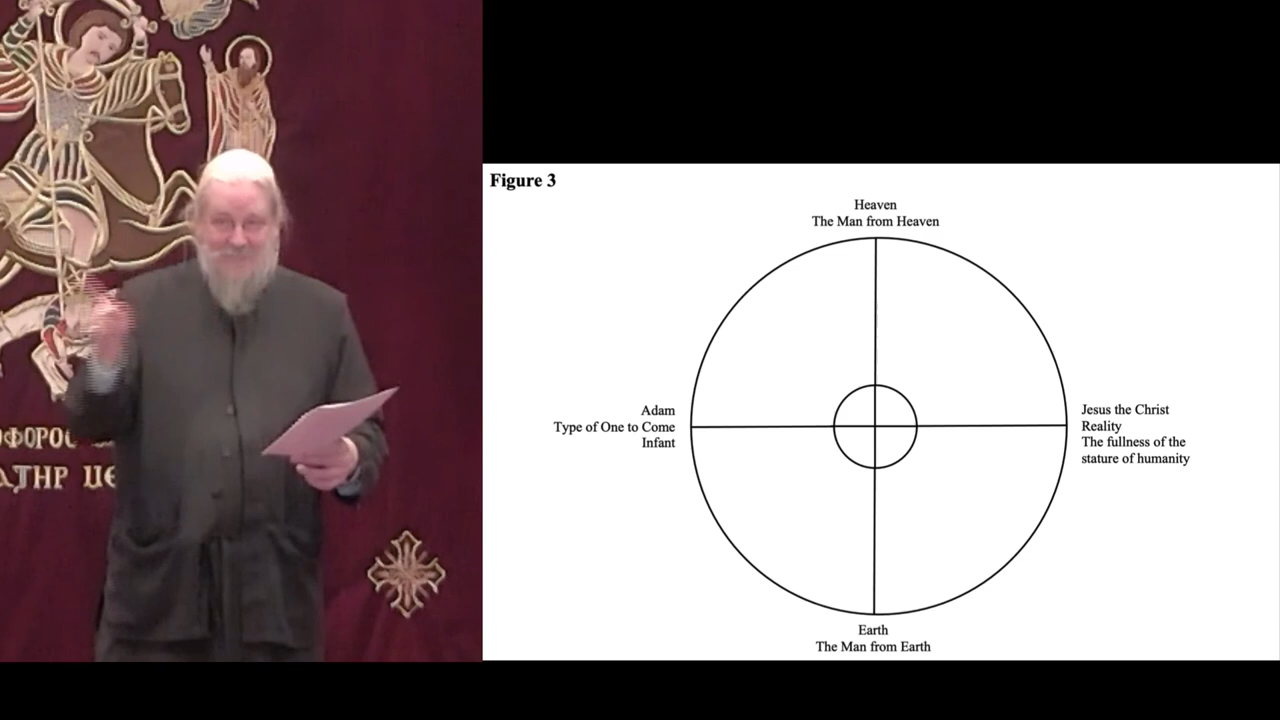 Figure 3
Heaven
The Man from Heaven
Adam
Type of One to Come
Infant
Jesus the Christ
Reality
The fullness of the
stature of humanity
Earth
The Man from Earth